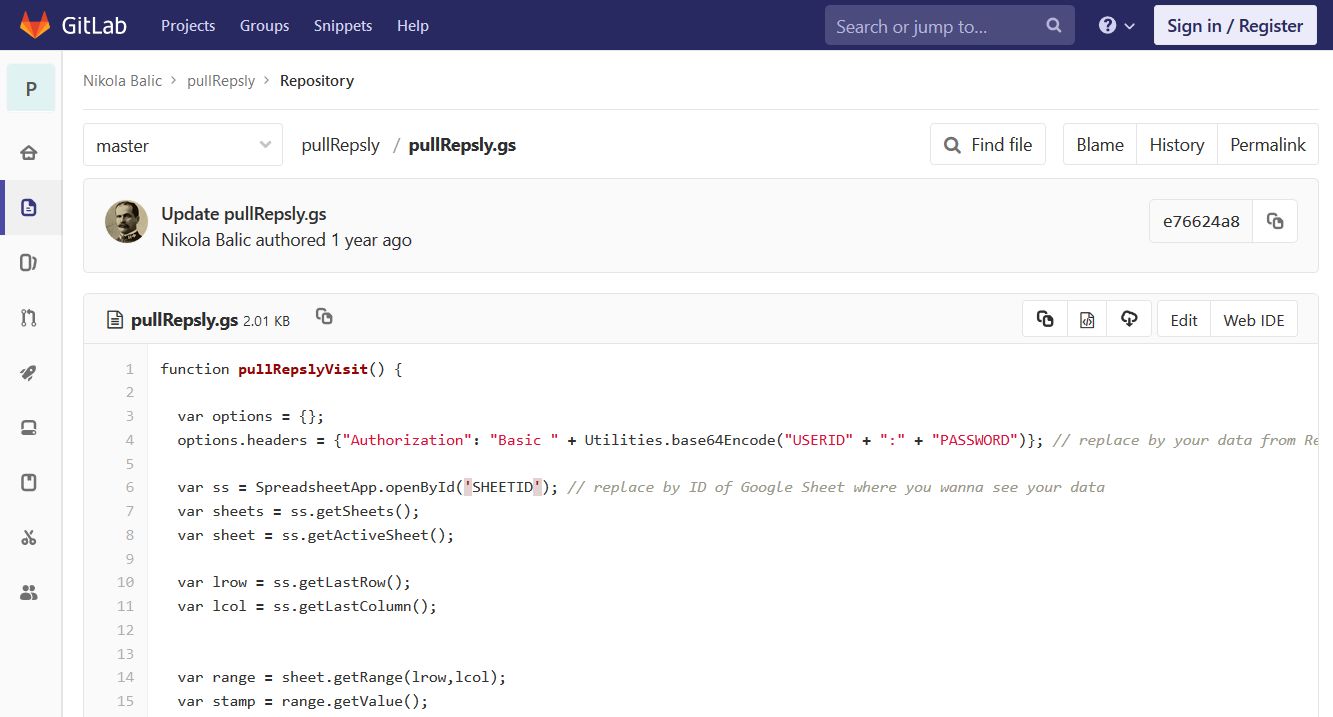 GitLab Projects Groups Snippets Help Search or jump to... Sign in / Register
P
Nikola Balic > pullRepsly > Repository
master pullRepsly / pullRepsly.gs Find file Blame History Permalink
Update pullRepsly.gs
Nikola Balic authored 1 year ago
e76624a8
pullRepsly.gs 2.01 KB Edit Web IDE
1 function pullRepslyVisit() {
2
3 var options = {};
4 options.headers = {"Authorization": "Basic " + Utilities.base64Encode("USERID" + ":" + "PASSWORD")}; // replace by your data from Re
5
6 var ss = SpreadsheetApp.openById('SHEETID'); // replace by ID of Google Sheet where you wanna see your data
7 var sheets = ss.getSheets();
8 var sheet = ss.getActiveSheet();
9
10 var lrow = ss.getLastRow();
11 var lcol = ss.getLastColumn();
12
13
14 var range = sheet.getRange(lrow,lcol);
15 var stamp = range.getValue();